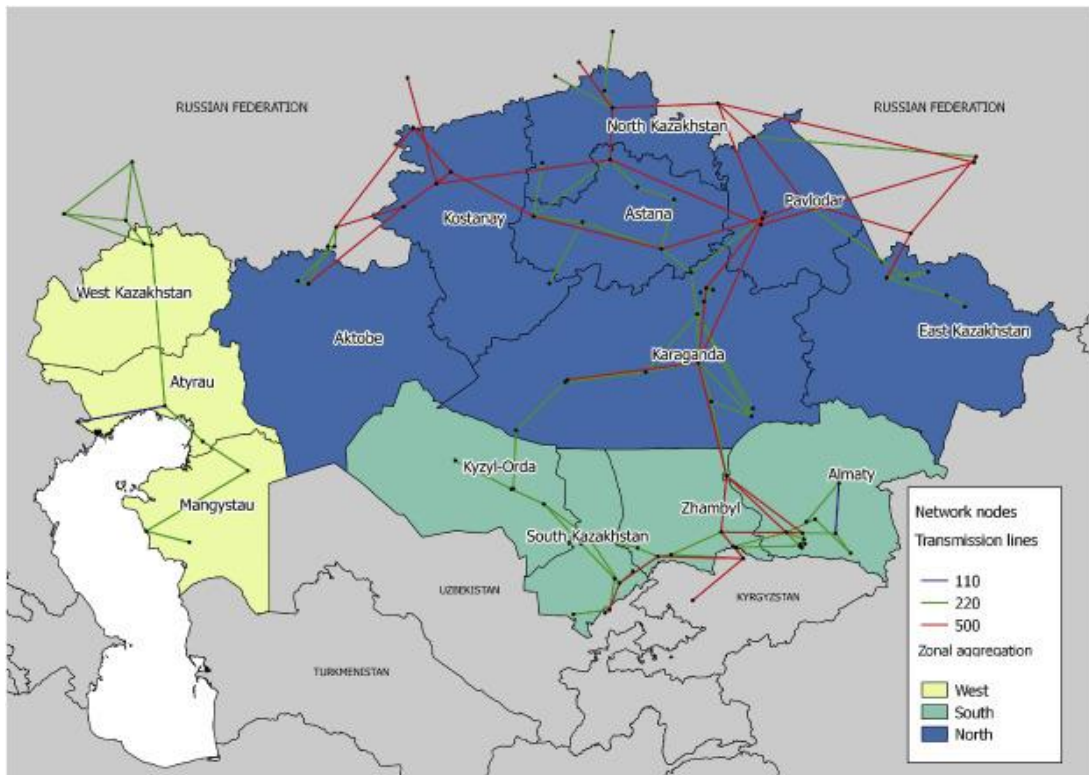 RUSSIAN FEDERATION
RUSSIAN FEDERATION
North Kazakhstan
Pavlodar
Kostanay
Astana
West Kazakhstan
Aktobe
East Kazakhstan
Karaganda
Atyrau
Kyzyl-Orda
Almaty
Mangystau
Zhambyl
South Kazakhstan
UZBEKISTAN
KYRGYZSTAN
TURKMENISTAN
Network nodes
Transmission lines
110
220
500
Zonal aggregation
West
South
North